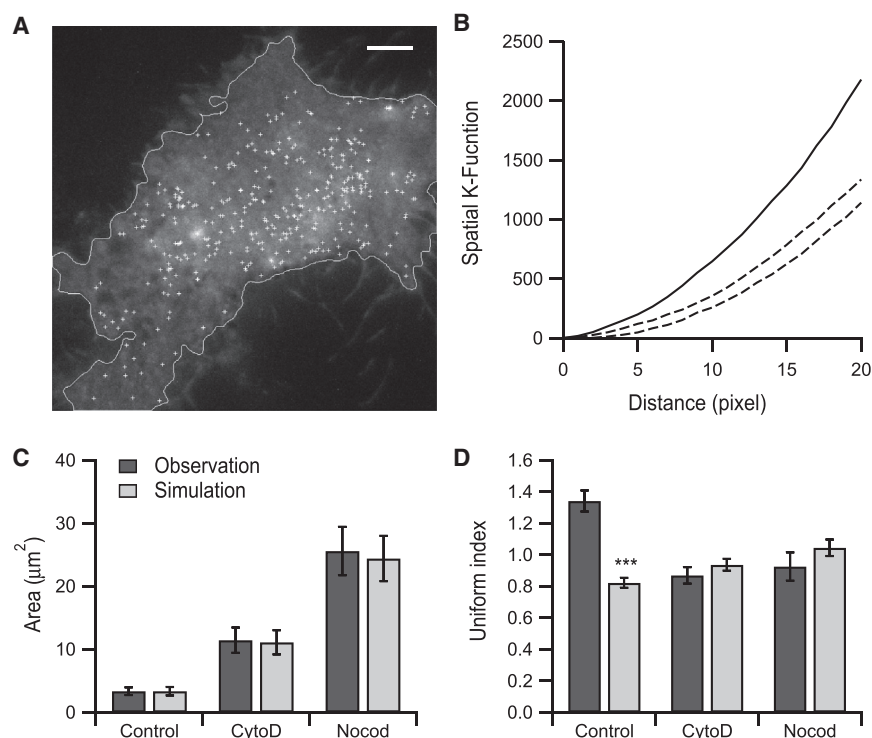 A
B
2500
2000
1500
1000
500
0
Spatial K-Fucntion
0 5 10 15 20
Distance (pixel)
C
40
30
20
10
0
Area (μm²)
Observation
Simulation
Control CytoD Nocod
D
1.6
1.4
1.2
1.0
0.8
0.6
0.4
0.2
0.0
Uniform index
***
Control CytoD Nocod